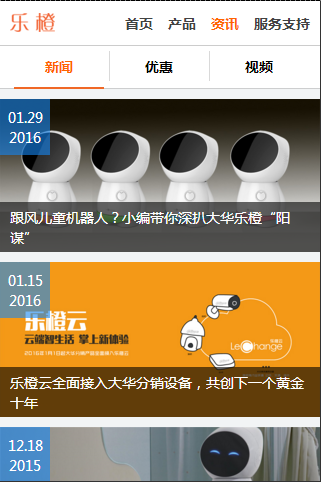 乐橙
首页 产品 资讯 服务支持
新闻 优惠 视频
01.29
2016
跟风儿童机器人？小编带你深扒大华乐橙“阳
谋”
01.15
2016
乐橙云
云端智生活 掌上新体验
乐橙云
LeChange
乐橙云全面接入大华分销设备，共创下一个黄金
十年
12.18
2015